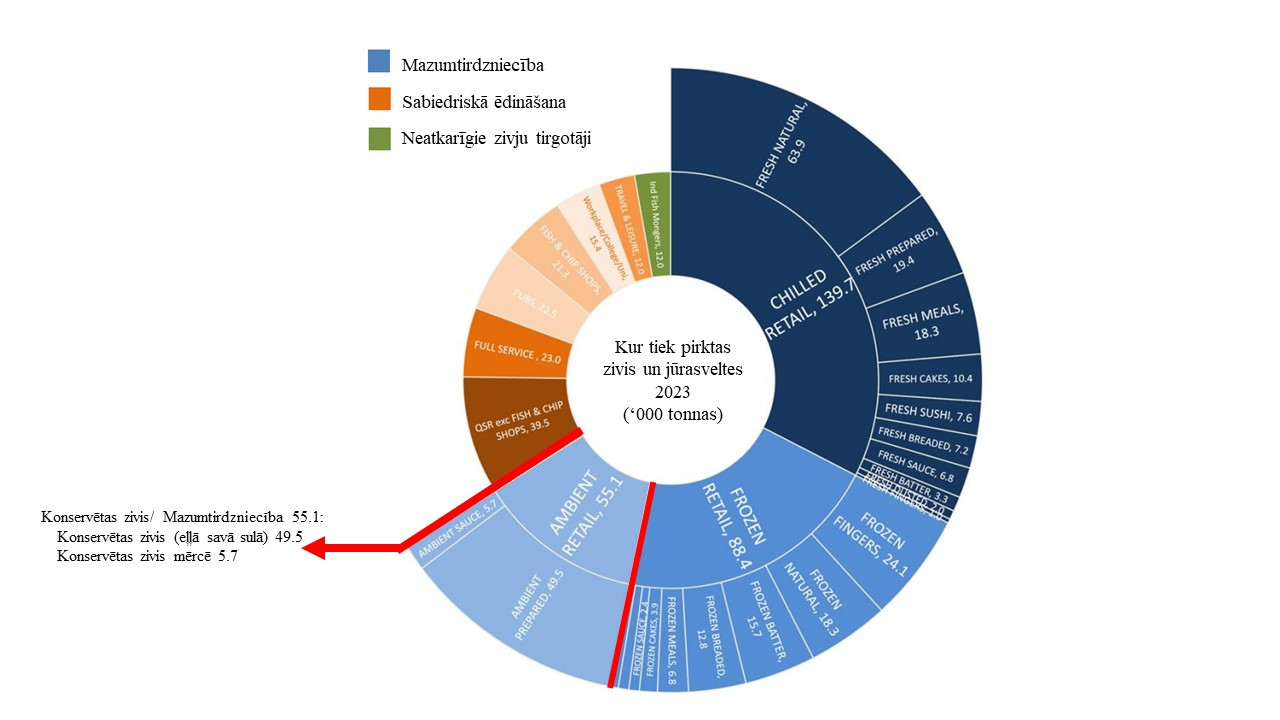 Mazumtirdzniecība
Sabiedriskā ēdināšana
Neatkarīgie zivju tirgotāji
Kur tiek pirktas
zivis un jūrasveltes
2023
(‘000 tonnas)
CHILLED
RETAIL, 139.7
FRESH NATURAL,
63.9
FRESH PREPARED,
19.4
FRESH MEALS,
18.3
FRESH CAKES, 10.4
FRESH SUSHI, 7.6
FRESH BREADED, 7.2
FRESH SAUCE, 6.8
FRESH BATTER, 3.3
FROZEN
RETAIL, 88.4
FROZEN
FINGERS, 24.1
FROZEN
NATURAL, 18.3
FROZEN BATTER,
15.7
FROZEN BREADED,
12.8
FROZEN MEALS, 6.8
FROZEN CAKES, 3.9
FROZEN SAUCE, 2.4
AMBIENT
RETAIL, 55.1
AMBIENT
PREPARED, 49.5
AMBIENT SAUCE, 5.7
QSR exc FISH & CHIP
SHOPS, 39.5
FULL SERVICE , 23.0
PUBS, 22.5
FISH & CHIP SHOPS,
21.3
Workplace/College/Uni,
15.4
TRAVEL & LEISURE, 12.0
Ind Fish Mongers, 12.0
Konservētas zivis/ Mazumtirdzniecība 55.1:
Konservētas zivis (eļļā savā sulā) 49.5
Konservētas zivis mērcē 5.7